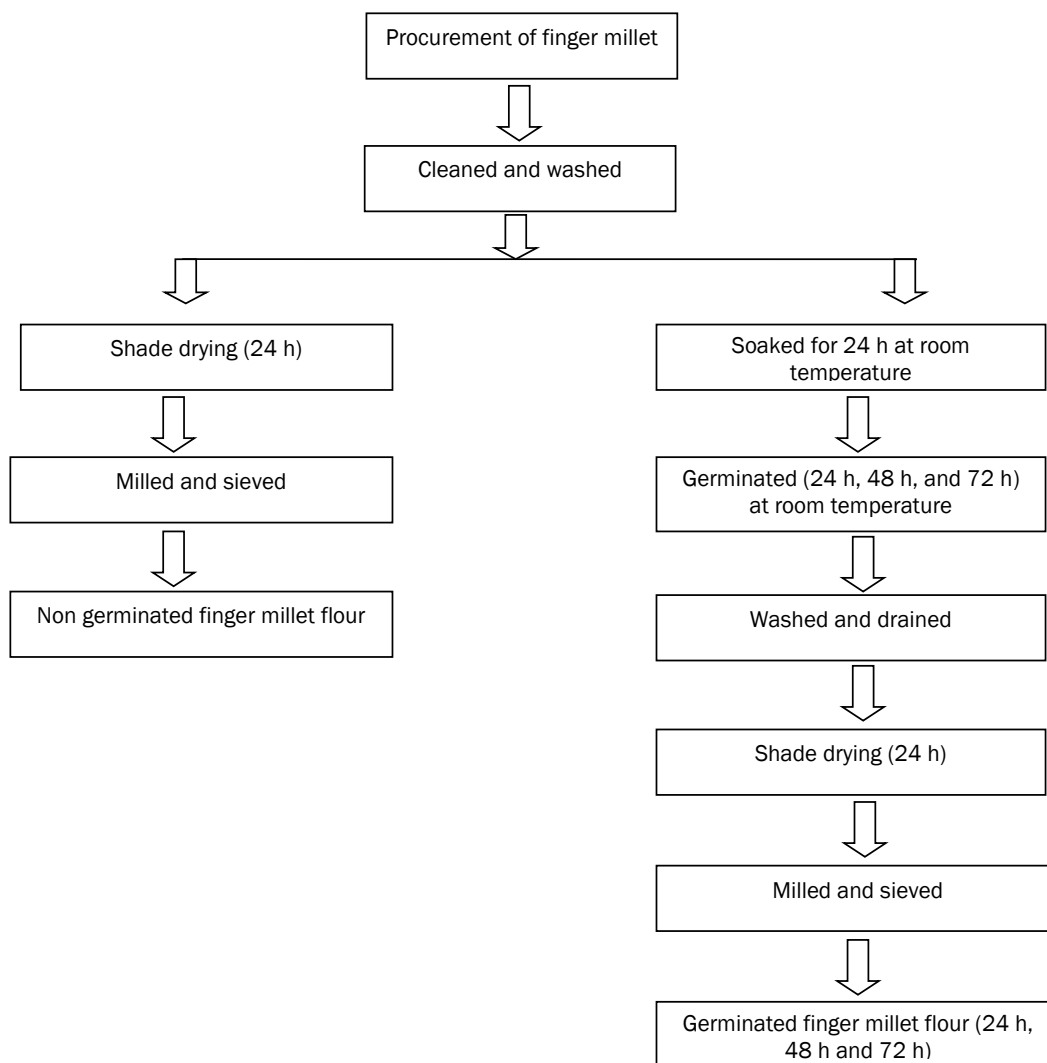 Procurement of finger millet
Cleaned and washed
Shade drying (24 h)
Milled and sieved
Non germinated finger millet flour
Soaked for 24 h at room
temperature
Germinated (24 h, 48 h, and 72 h)
at room temperature
Washed and drained
Shade drying (24 h)
Milled and sieved
Germinated finger millet flour (24 h,
48 h and 72 h)